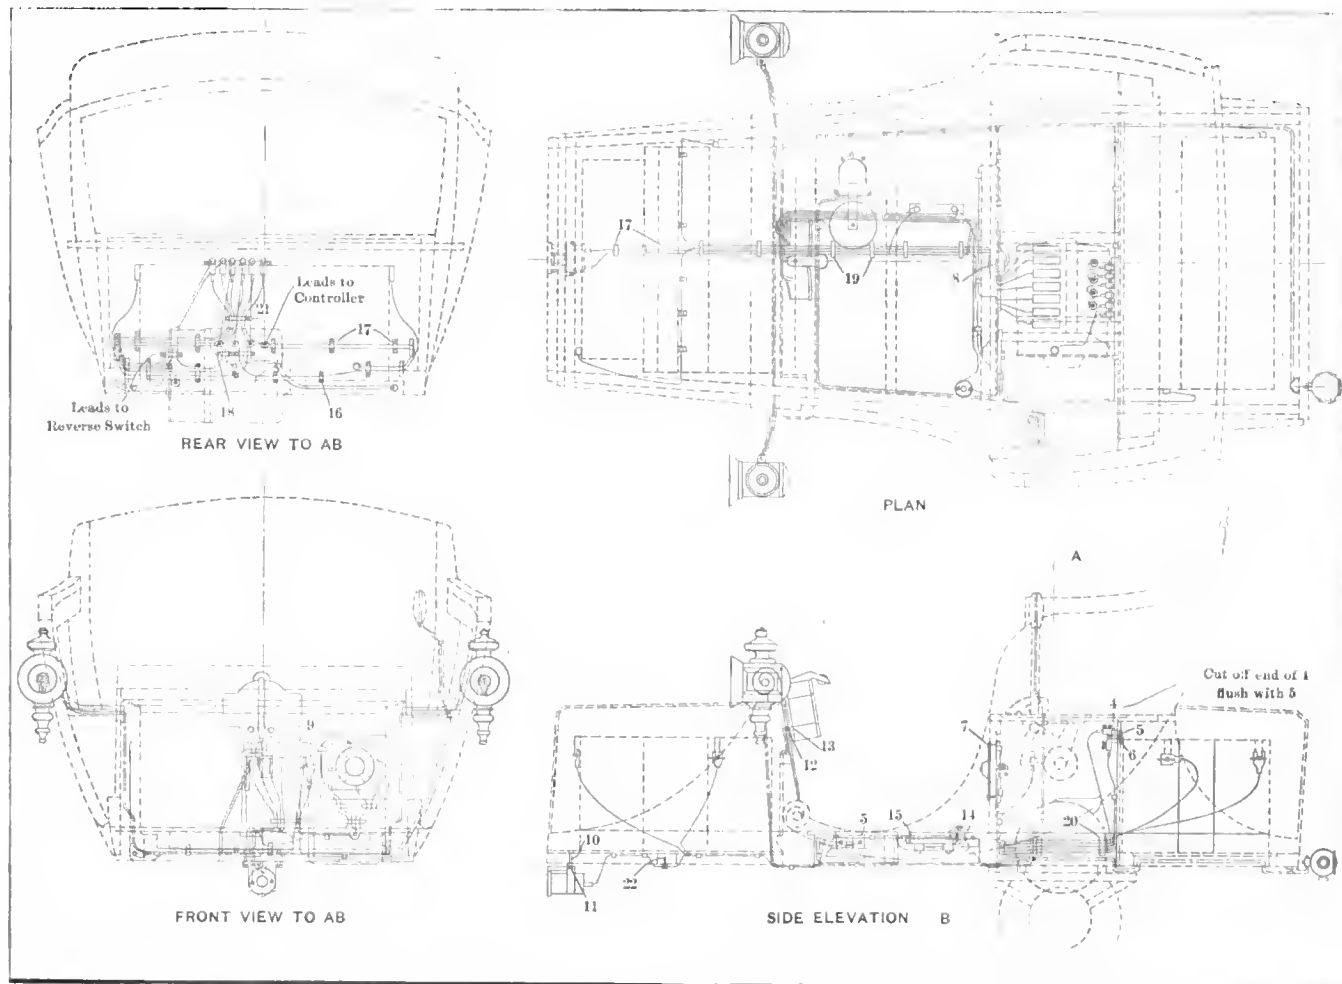 Leads to
Controller
21
17
Leads to
Reverse Switch
18
16
REAR VIEW TO AB
17
19
8
PLAN
9
FRONT VIEW TO AB
A
Cut off end of 4
flush with 5
4
7
5
6
13
12
5
15
14
20
10
22
11
SIDE ELEVATION B